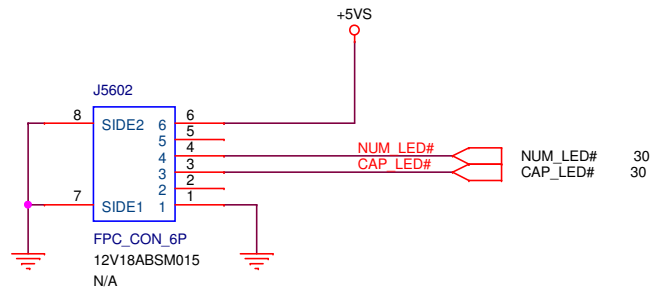 +5VS
J5602
8 SIDE2 6 6
5 5
4 4 NUM_LED# NUM_LED# 30
3 3 CAP_LED# CAP_LED# 30
2 2
7 SIDE1 1 1
FPC_CON_6P
12V18ABSM015
N/A